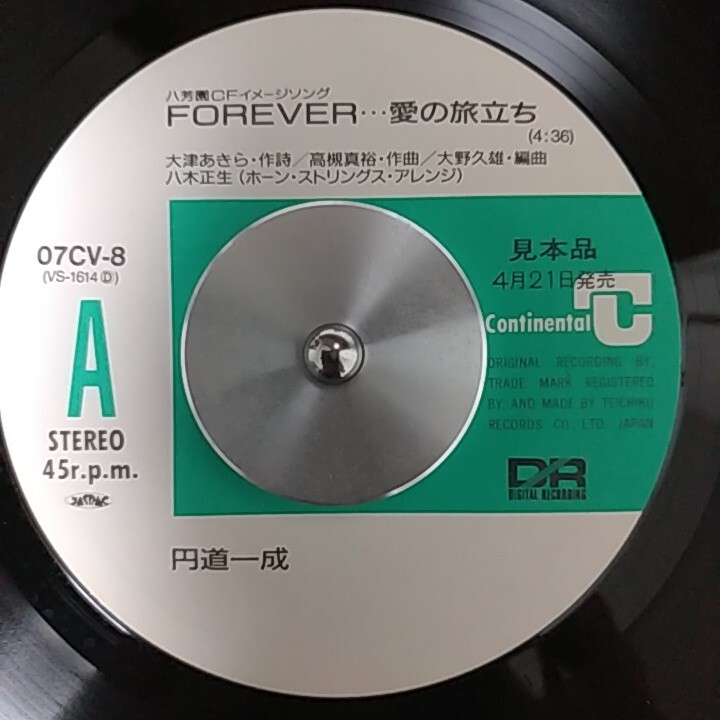 八芳園CFイメージソング
FOREVER…愛の旅立ち
(4:36)
大津あきら・作詩／高槻真裕・作曲／大野久雄・編曲
八木正生（ホーン・ストリングス・アレンジ）
07CV-8
(VS-1614Ⓓ)
A
STEREO
45r.p.m.
JASRAC
見本品
4月21日発売
Continental
ORIGINAL RECORDING BY,
TRADE MARK REGISTERED
BY, AND MADE BY TEICHIKU
RECORDS CO. LTD. JAPAN
DR
DIGITAL RECORDING
円道一成